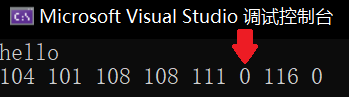 Microsoft Visual Studio 调试控制台
hello
104 101 108 108 111 0 116 0